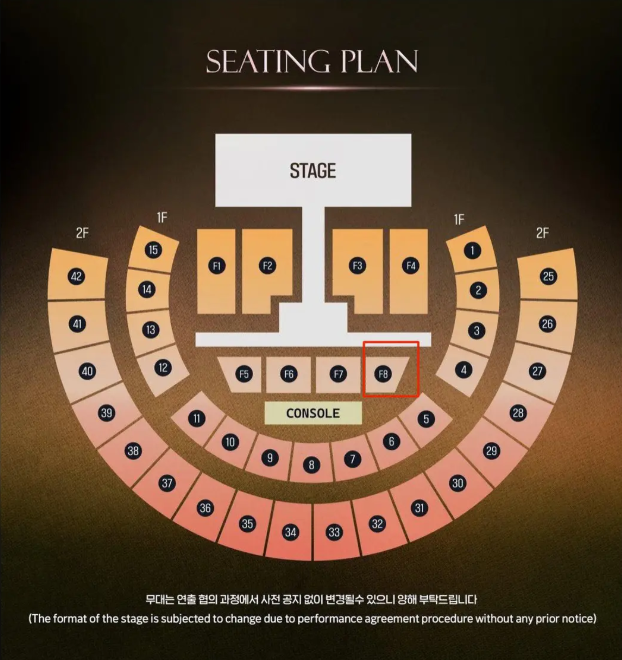 SEATING PLAN
STAGE
1F 1F
2F 2F
15 F1 F2 F3 F4 1
42 14 2 25
41 13 3 26
40 12 F5 F6 F7 F8 4 27
39 11 CONSOLE 5 28
38 10 9 8 7 6 29
37 30
36 35 34 33 32 31
무대는 연출 협의 과정에서 사전 공지 없이 변경될수 있으니 양해 부탁드립니다
(The format of the stage is subjected to change due to performance agreement procedure without any prior notice)